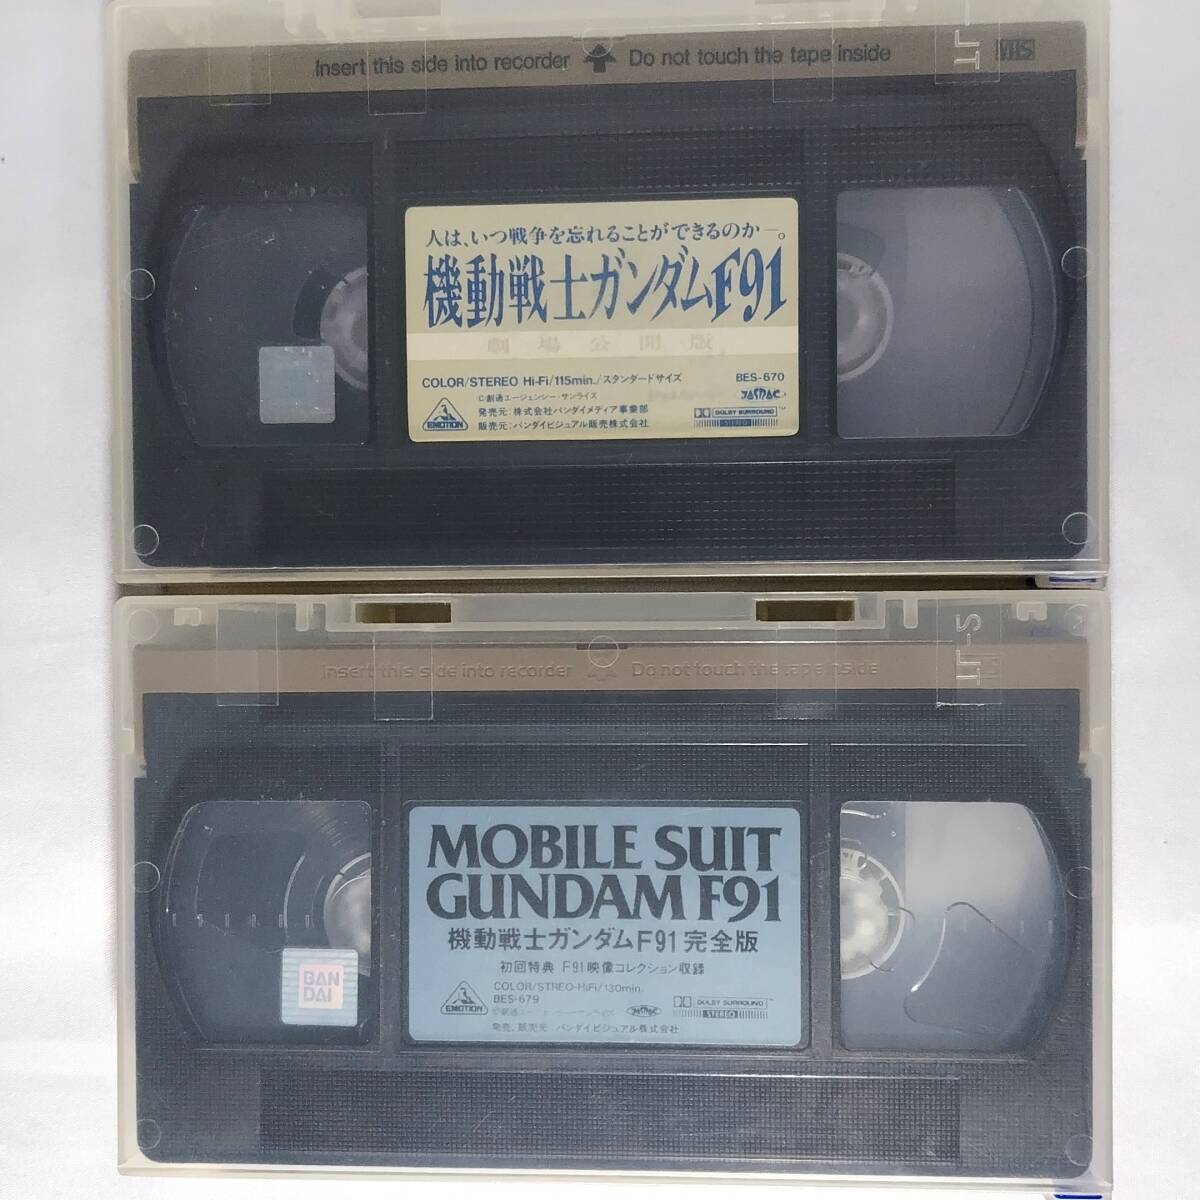 Insert this side into recorder Do not touch the tape inside
VHS
人は、いつ戦争を忘れることができるのか―。
機動戦士ガンダムF91
劇場公開版
COLOR/STEREO Hi-Fi/115min./スタンダードサイズ BES-670
©創通エージェンシー・サンライズ
発売元:株式会社バンダイメディア事業部
販売元:バンダイビジュアル販売株式会社
EMOTION
JASRAC
DOLBY SURROUND
STEREO
Insert this side into recorder Do not touch the tape inside
MOBILE SUIT
GUNDAM F91
機動戦士ガンダムF91完全版
初回特典 F91映像コレクション収録
COLOR/STREO-HiFi/130min.
BES-679
発売、販売元:バンダイビジュアル株式会社
EMOTION
JASRAC
DOLBY SURROUND
STEREO
BAN
DAI